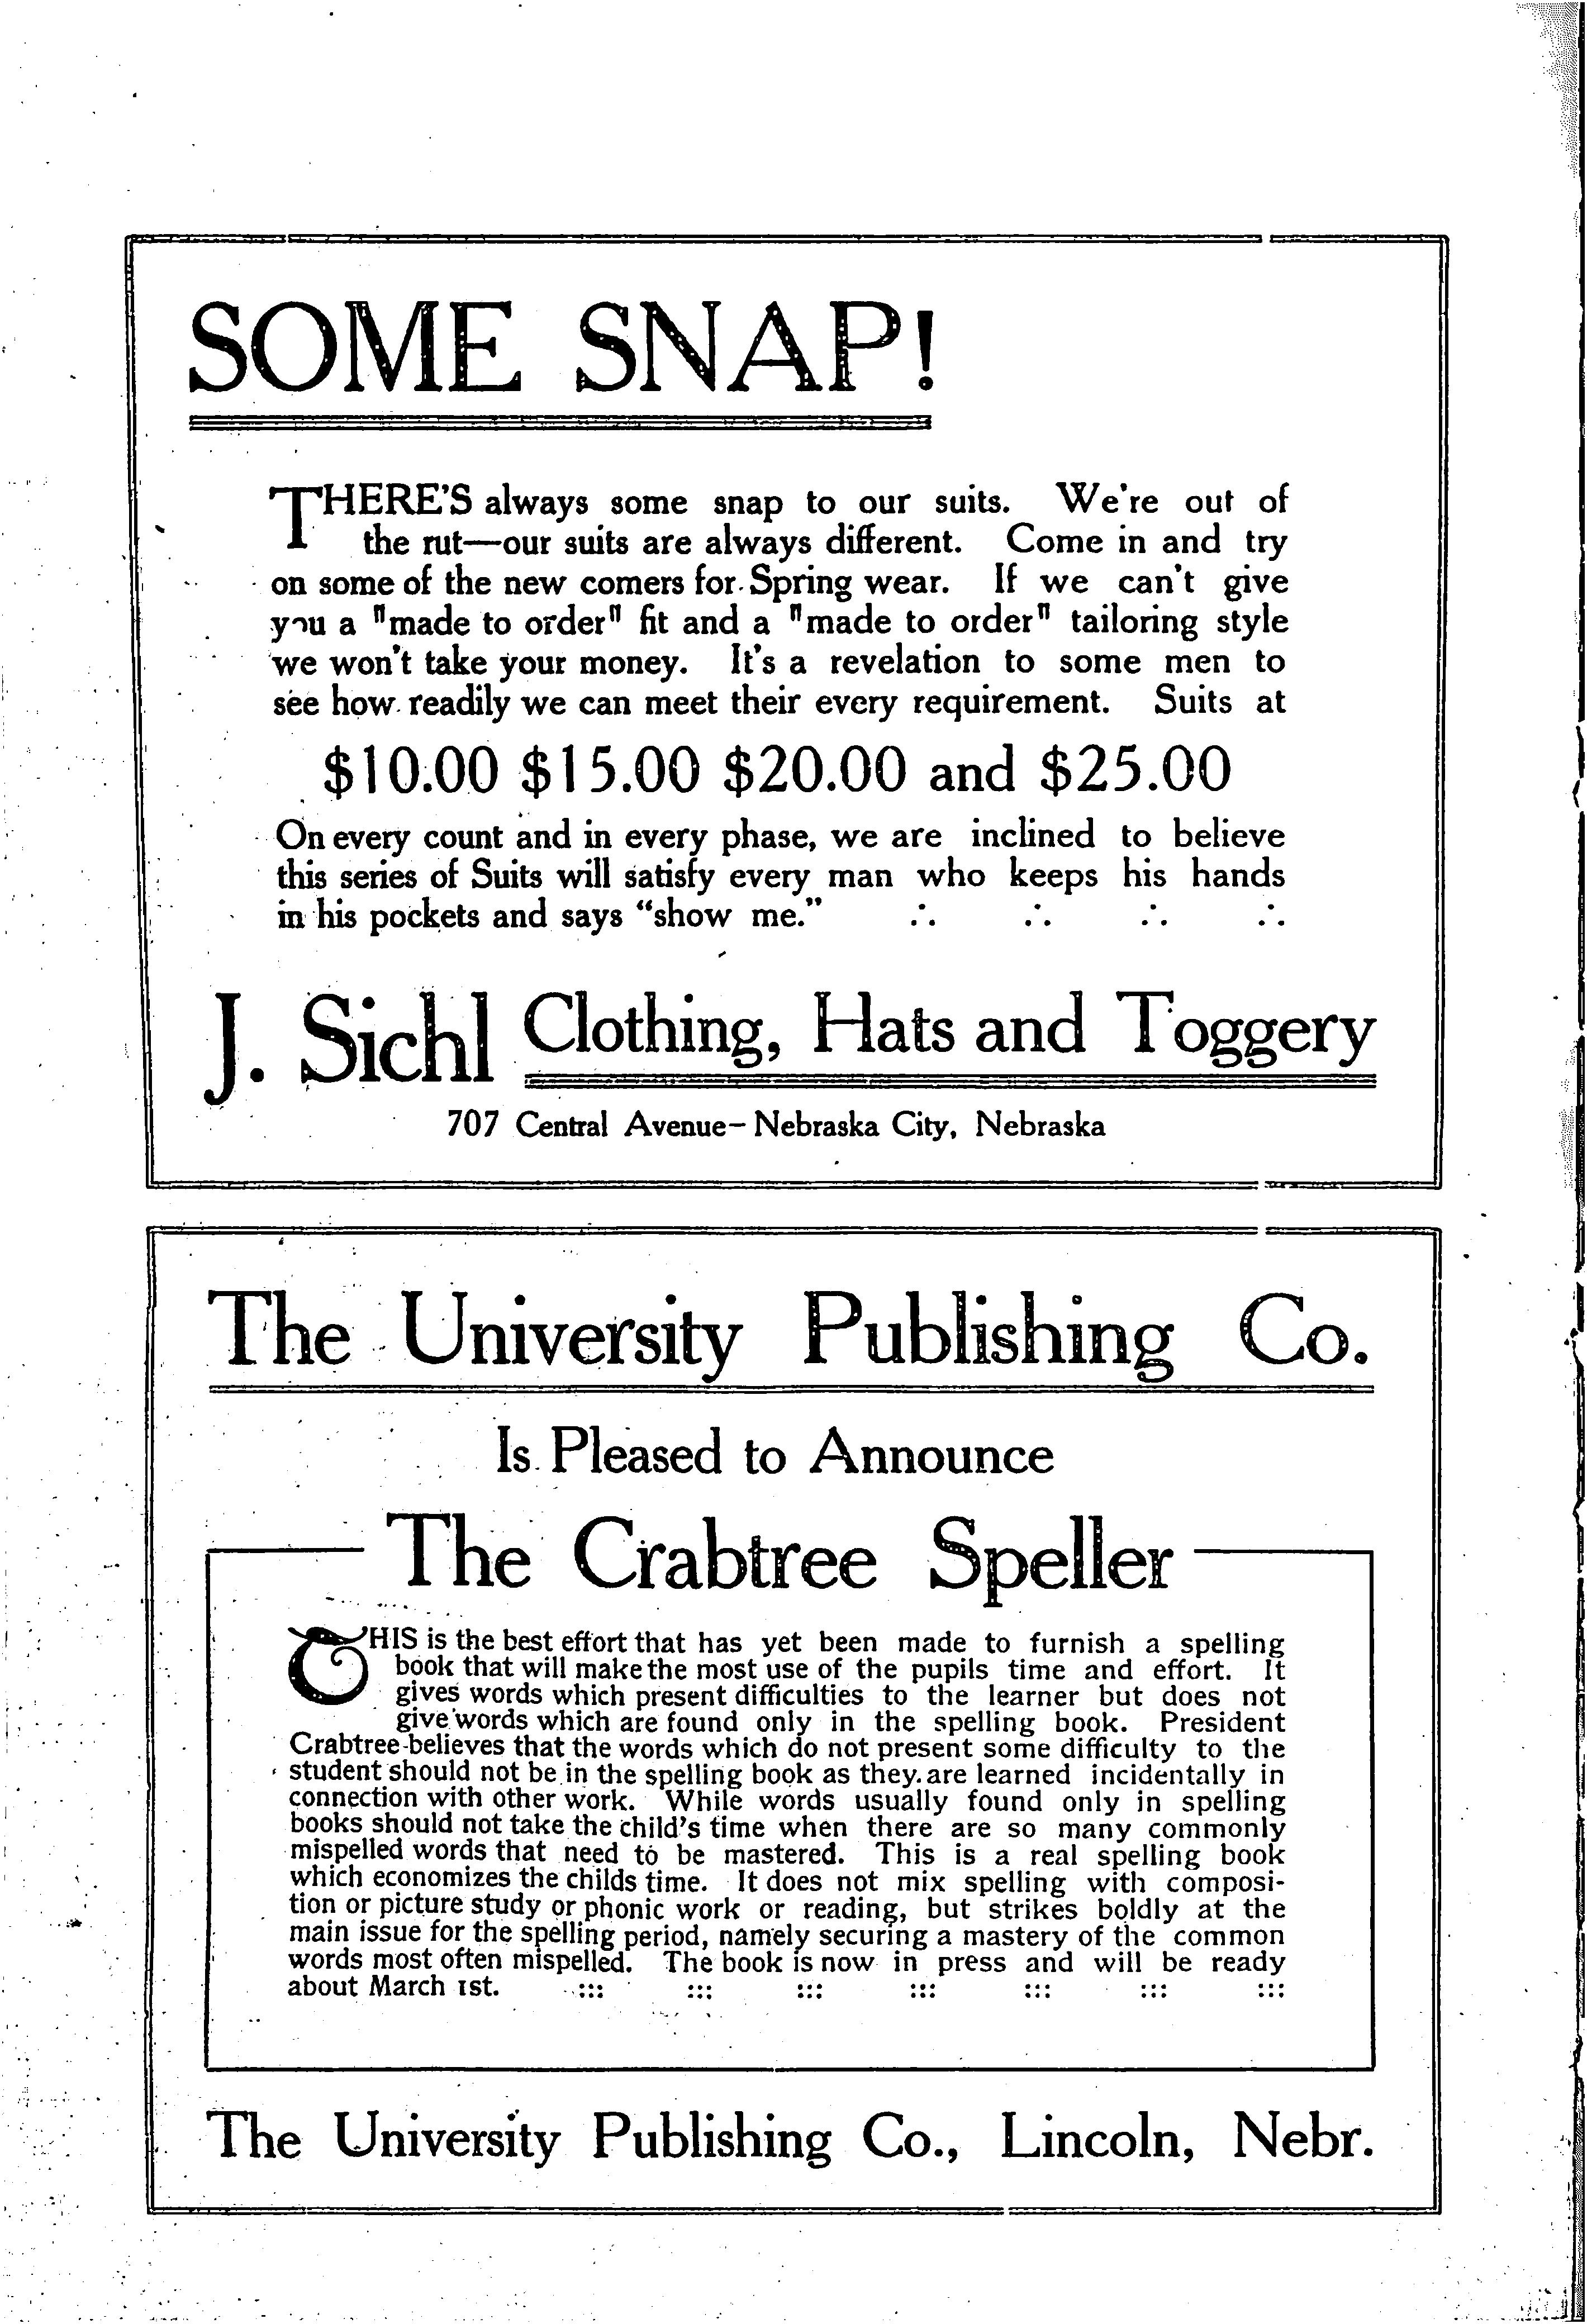 SOME SNAP!
THERE'S always some snap to our suits. We're out of
the rut—our suits are always different. Come in and try
on some of the new comers for Spring wear. If we can't give
you a "made to order" fit and a "made to order" tailoring style
we won't take your money. It's a revelation to some men to
see how readily we can meet their every requirement. Suits at
$10.00 $15.00 $20.00 and $25.00
On every count and in every phase, we are inclined to believe
this series of Suits will satisfy every man who keeps his hands
in his pockets and says “show me.” ∴ ∴ ∴ ∴
J. Sichl Clothing, Hats and Toggery
707 Central Avenue— Nebraska City, Nebraska
The University Publishing Co.
Is Pleased to Announce
The Crabtree Speller
THIS is the best effort that has yet been made to furnish a spelling
book that will make the most use of the pupils time and effort. It
gives words which present difficulties to the learner but does not
give words which are found only in the spelling book. President
Crabtree believes that the words which do not present some difficulty to the
student should not be in the spelling book as they are learned incidentally in
connection with other work. While words usually found only in spelling
books should not take the child's time when there are so many commonly
mispelled words that need to be mastered. This is a real spelling book
which economizes the childs time. It does not mix spelling with composi-
tion or picture study or phonic work or reading, but strikes boldly at the
main issue for the spelling period, namely securing a mastery of the common
words most often mispelled. The book is now in press and will be ready
about March 1st. ::: ::: ::: ::: ::: ::: :::
The University Publishing Co., Lincoln, Nebr.